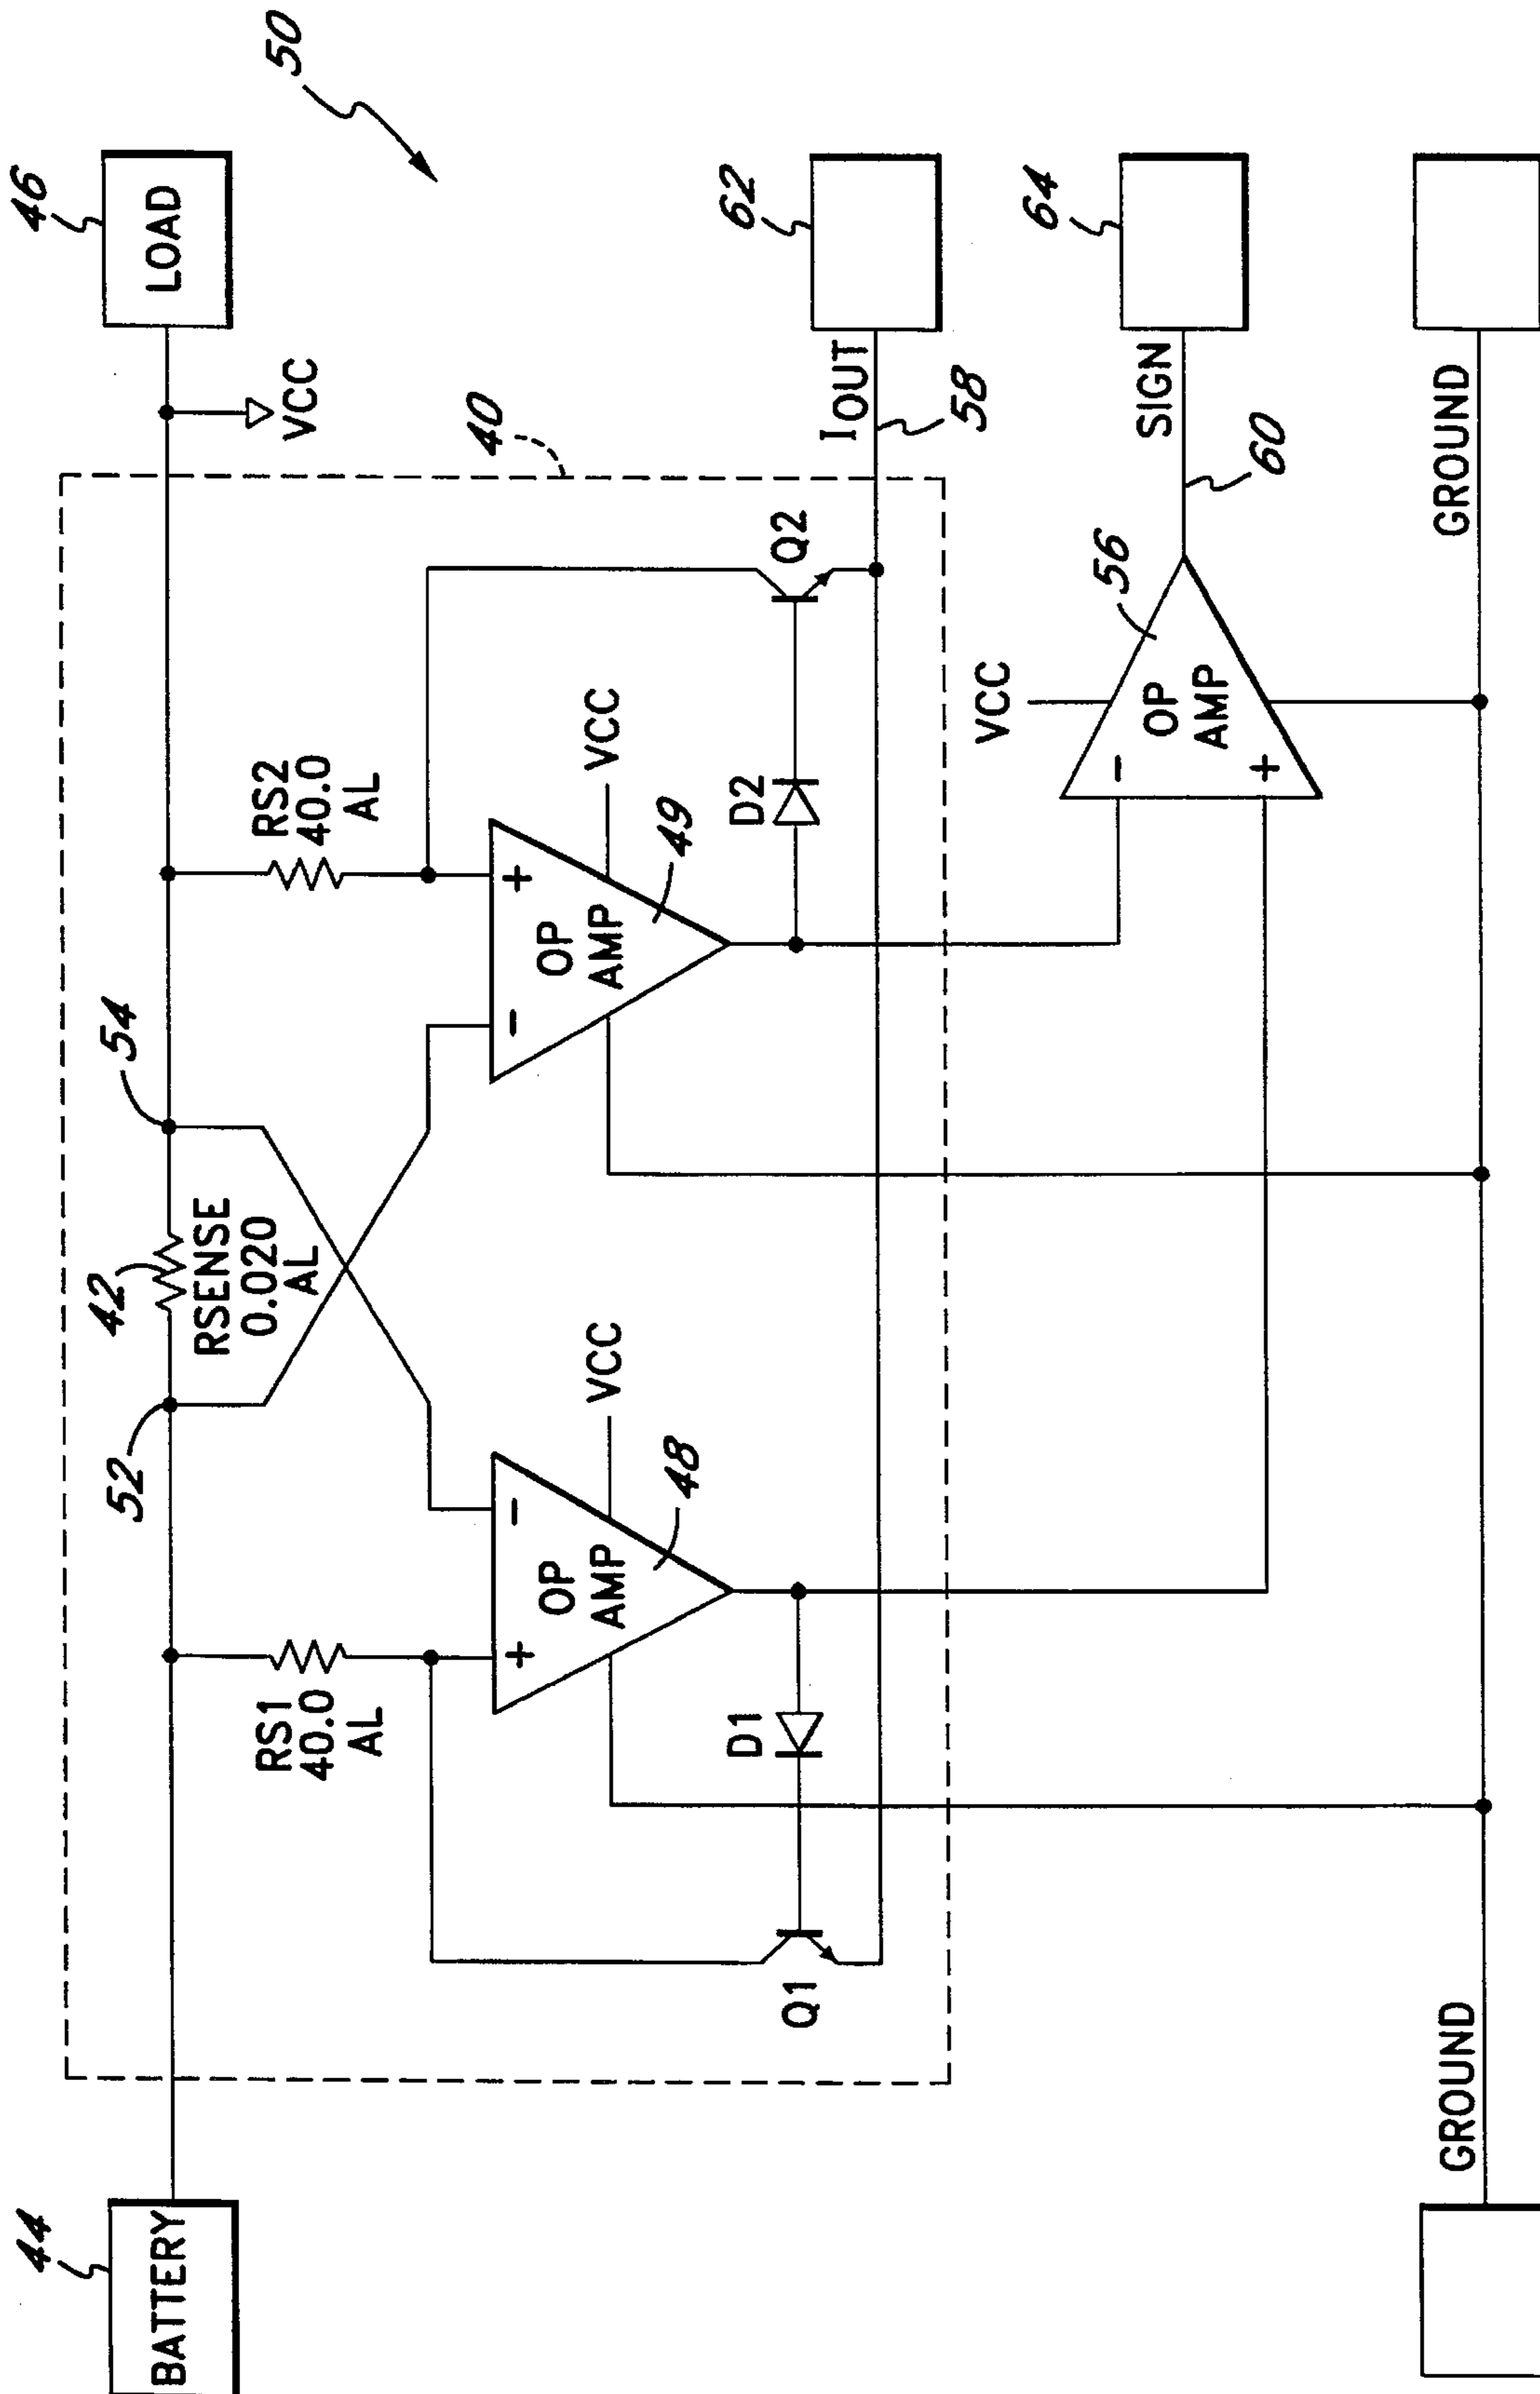 50
46
LOAD
VCC
44
BATTERY
40
42
RSENSE
0.020
AL
52
54
RS1
40.0
AL
RS2
40.0
AL
+
-
OP
AMP
48
VCC
-
+
OP
AMP
49
VCC
D1
Q1
D2
Q2
IOUT
58
62
VCC
-
+
OP
AMP
56
SIGN
60
64
GROUND
GROUND